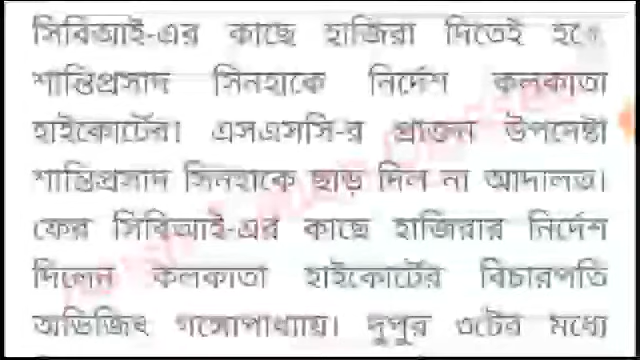 সিবিআই-এর কাছে হাজিরা দিতেই হবে
শান্তিপ্রসাদ সিনহাকে নির্দেশ কলকাতা
হাইকোর্টের। এসএসসি-র প্রাক্তন উপদেষ্টা
শান্তিপ্রসাদ সিনহাকে ছাড় দিল না আদালত।
ফের সিবিআই-এর কাছে হাজিরার নির্দেশ
দিলেন কলকাতা হাইকোর্টের বিচারপতি
অভিজিৎ গঙ্গোপাধ্যায়। দুপুর ৩টের মধ্যে